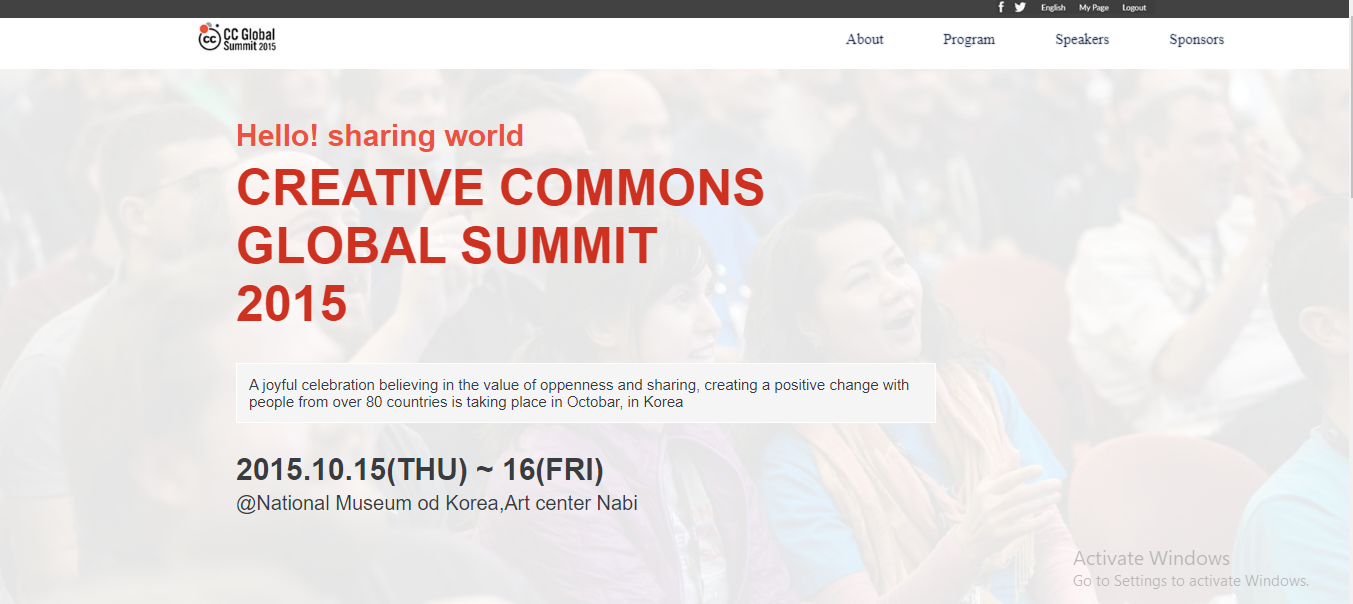 English My Page Logout
cc CC Global
Summit 2015
About Program Speakers Sponsors
Hello! sharing world
CREATIVE COMMONS
GLOBAL SUMMIT
2015
A joyful celebration believing in the value of oppenness and sharing, creating a positive change with
people from over 80 countries is taking place in Octobar, in Korea
2015.10.15(THU) ~ 16(FRI)
@National Museum od Korea,Art center Nabi
Activate Windows
Go to Settings to activate Windows.